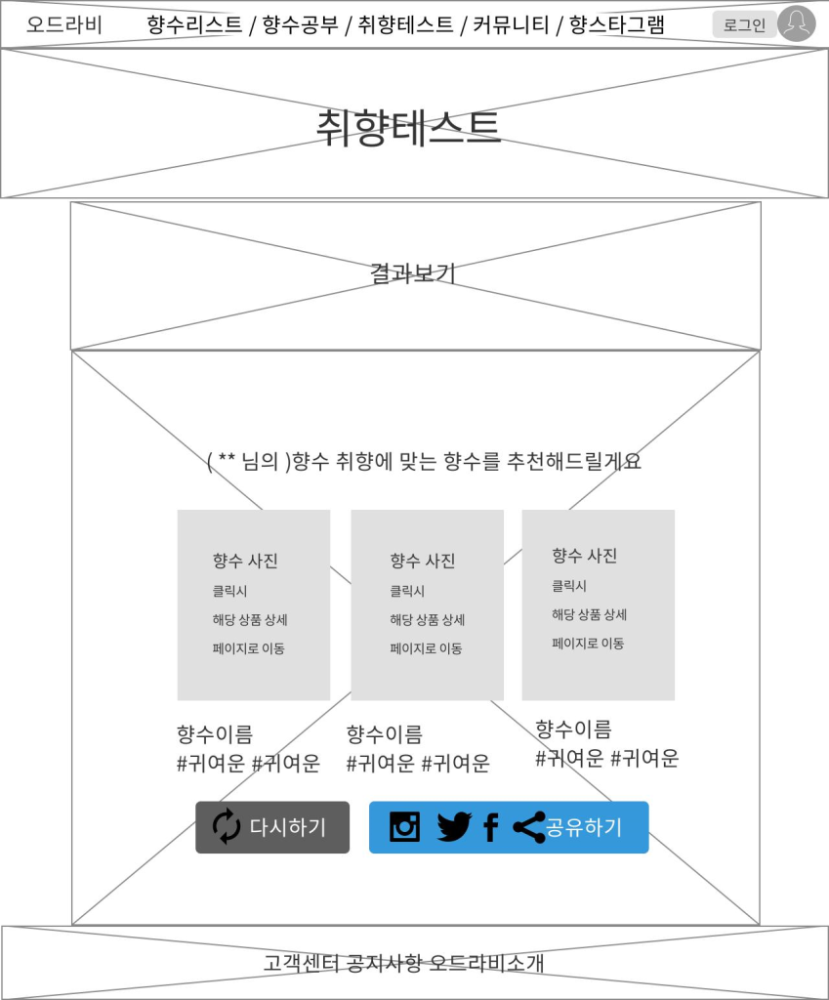 오드라비 향수리스트 / 향수공부 / 취향테스트 / 커뮤니티 / 향스타그램 로그인
취향테스트
결과보기
( ** 님의 )향수 취향에 맞는 향수를 추천해드릴게요
향수 사진
클릭시
해당 상품 상세
페이지로 이동
향수 사진
클릭시
해당 상품 상세
페이지로 이동
향수 사진
클릭시
해당 상품 상세
페이지로 이동
향수이름
#귀여운 #귀여운
향수이름
#귀여운 #귀여운
향수이름
#귀여운 #귀여운
다시하기
공유하기
고객센터 공지사항 오드라비소개